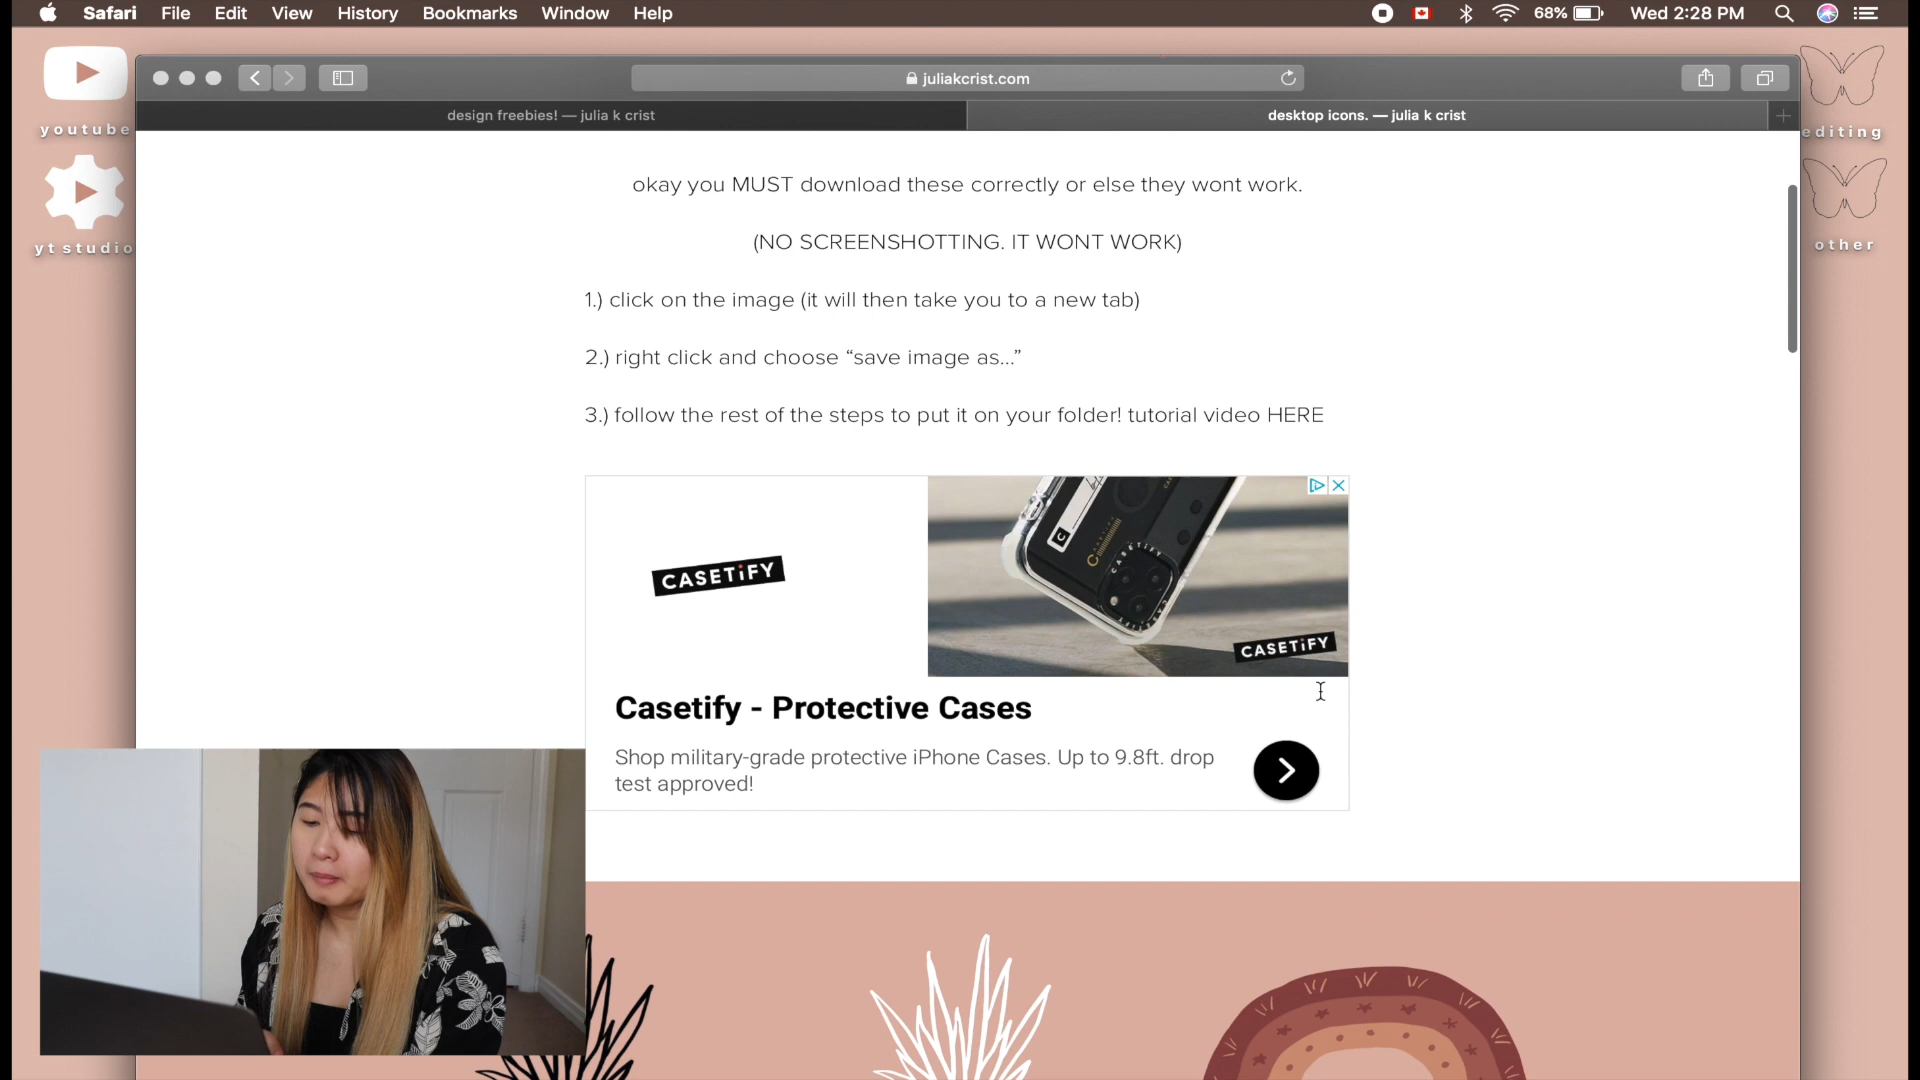 Safari File Edit View History Bookmarks Window Help 68% Wed 2:28 PM
youtube
yt studio
editing
other
juliakcrist.com
design freebies! — julia k crist
desktop icons. — julia k crist
okay you MUST download these correctly or else they wont work.
(NO SCREENSHOTTING. IT WONT WORK)
1.) click on the image (it will then take you to a new tab)
2.) right click and choose “save image as...”
3.) follow the rest of the steps to put it on your folder! tutorial video HERE
CASETiFY
CASETiFY
Casetify - Protective Cases
Shop military-grade protective iPhone Cases. Up to 9.8ft. drop
test approved!